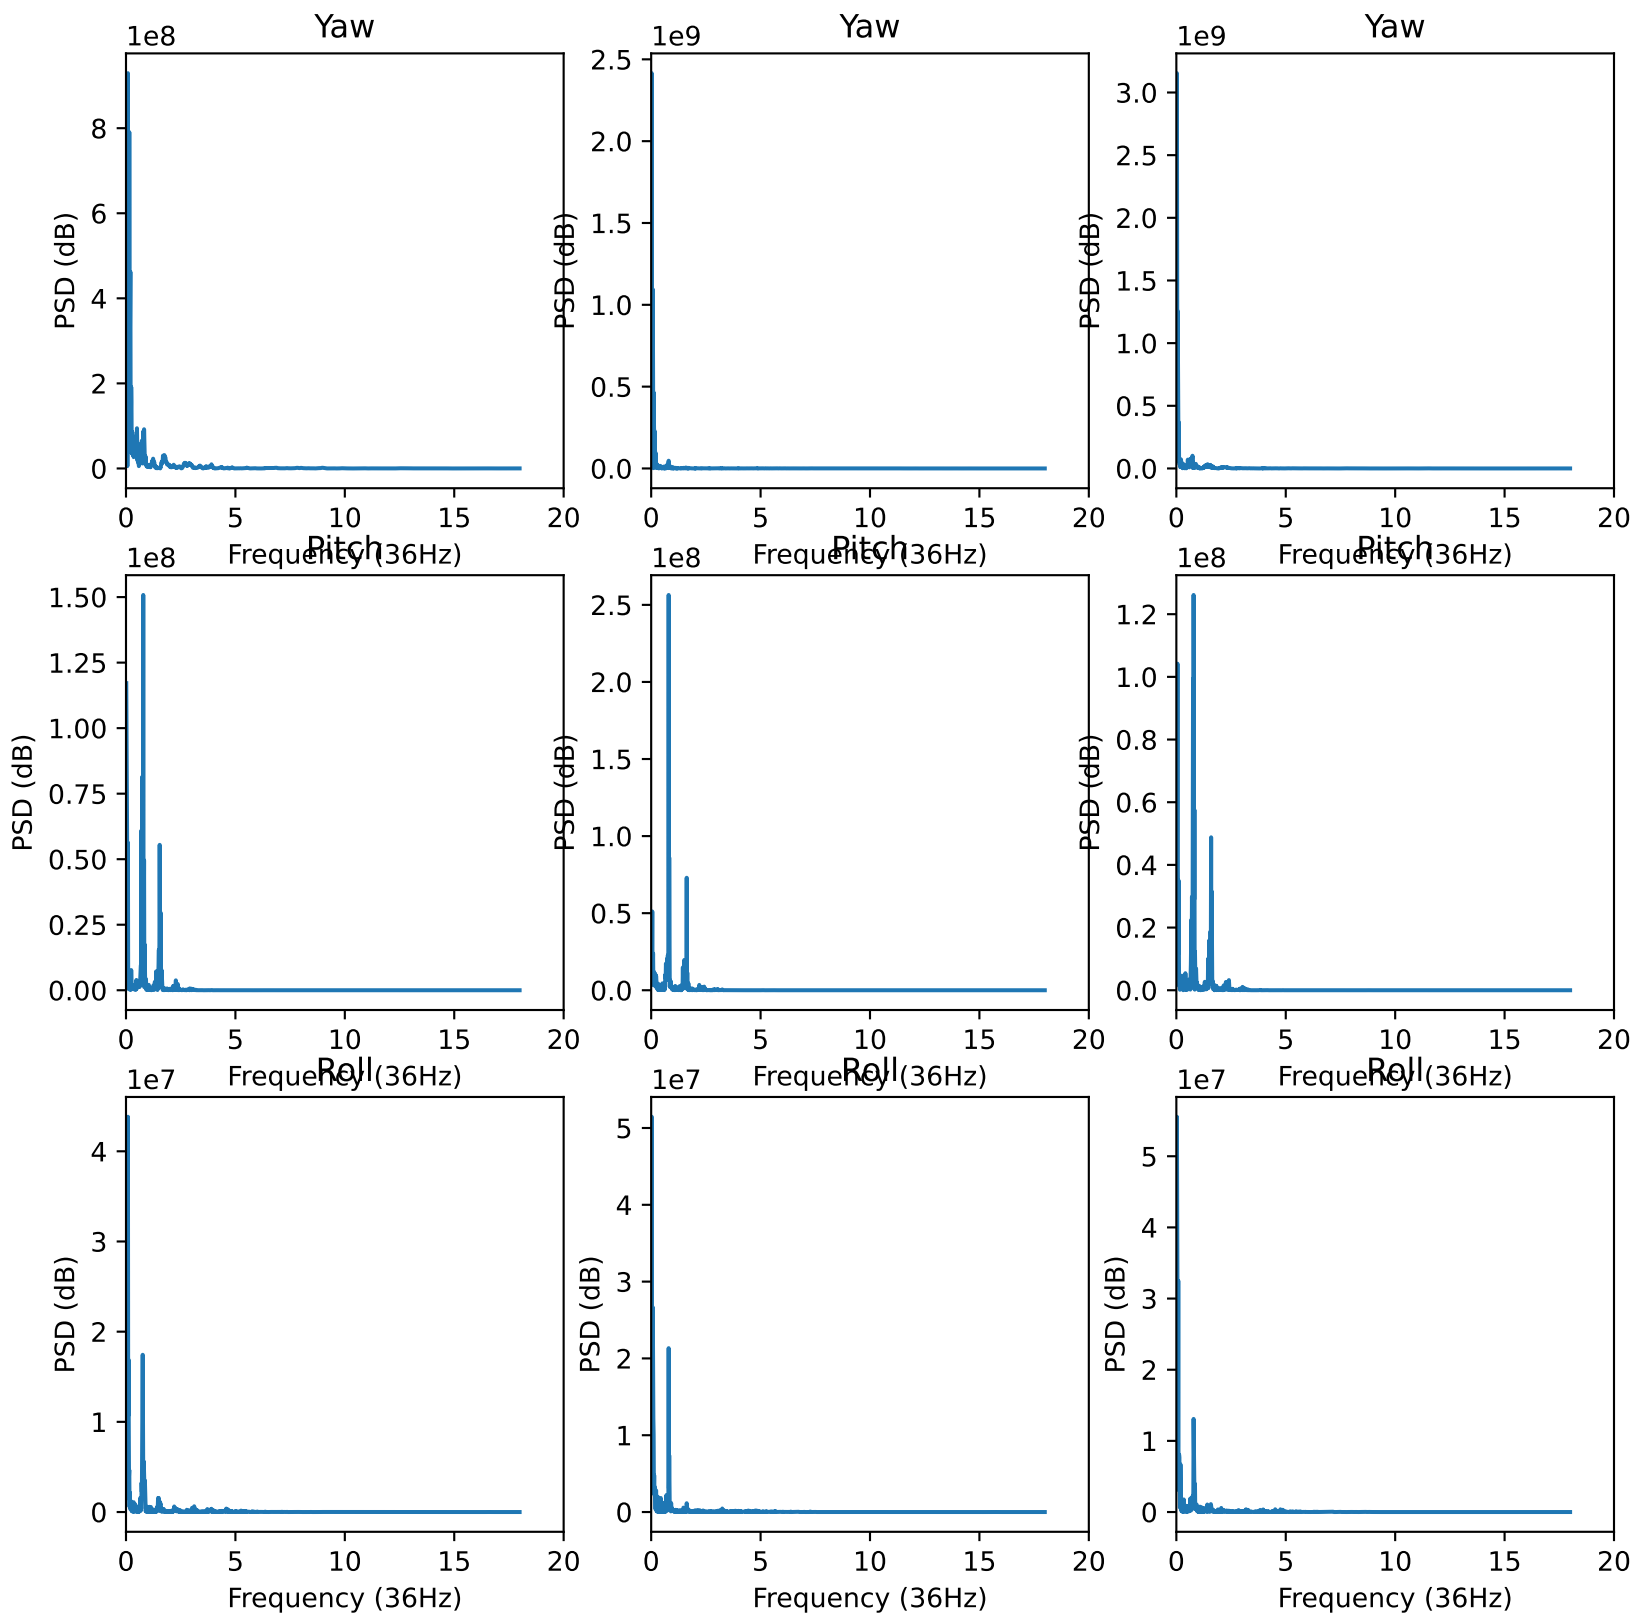 Yaw
1e8
PSD (dB)
8
6
4
2
0
0 5 10 15 20
Frequency (36Hz)
Yaw
1e9
PSD (dB)
2.5
2.0
1.5
1.0
0.5
0.0
0 5 10 15 20
Frequency (36Hz)
Yaw
1e9
PSD (dB)
3.0
2.5
2.0
1.5
1.0
0.5
0.0
0 5 10 15 20
Frequency (36Hz)
Pitch
1e8
PSD (dB)
1.50
1.25
1.00
0.75
0.50
0.25
0.00
0 5 10 15 20
Frequency (36Hz)
Pitch
1e8
PSD (dB)
2.5
2.0
1.5
1.0
0.5
0.0
0 5 10 15 20
Frequency (36Hz)
Pitch
1e8
PSD (dB)
1.2
1.0
0.8
0.6
0.4
0.2
0.0
0 5 10 15 20
Frequency (36Hz)
Roll
1e7
PSD (dB)
4
3
2
1
0
0 5 10 15 20
Frequency (36Hz)
Roll
1e7
PSD (dB)
5
4
3
2
1
0
0 5 10 15 20
Frequency (36Hz)
Roll
1e7
PSD (dB)
5
4
3
2
1
0
0 5 10 15 20
Frequency (36Hz)